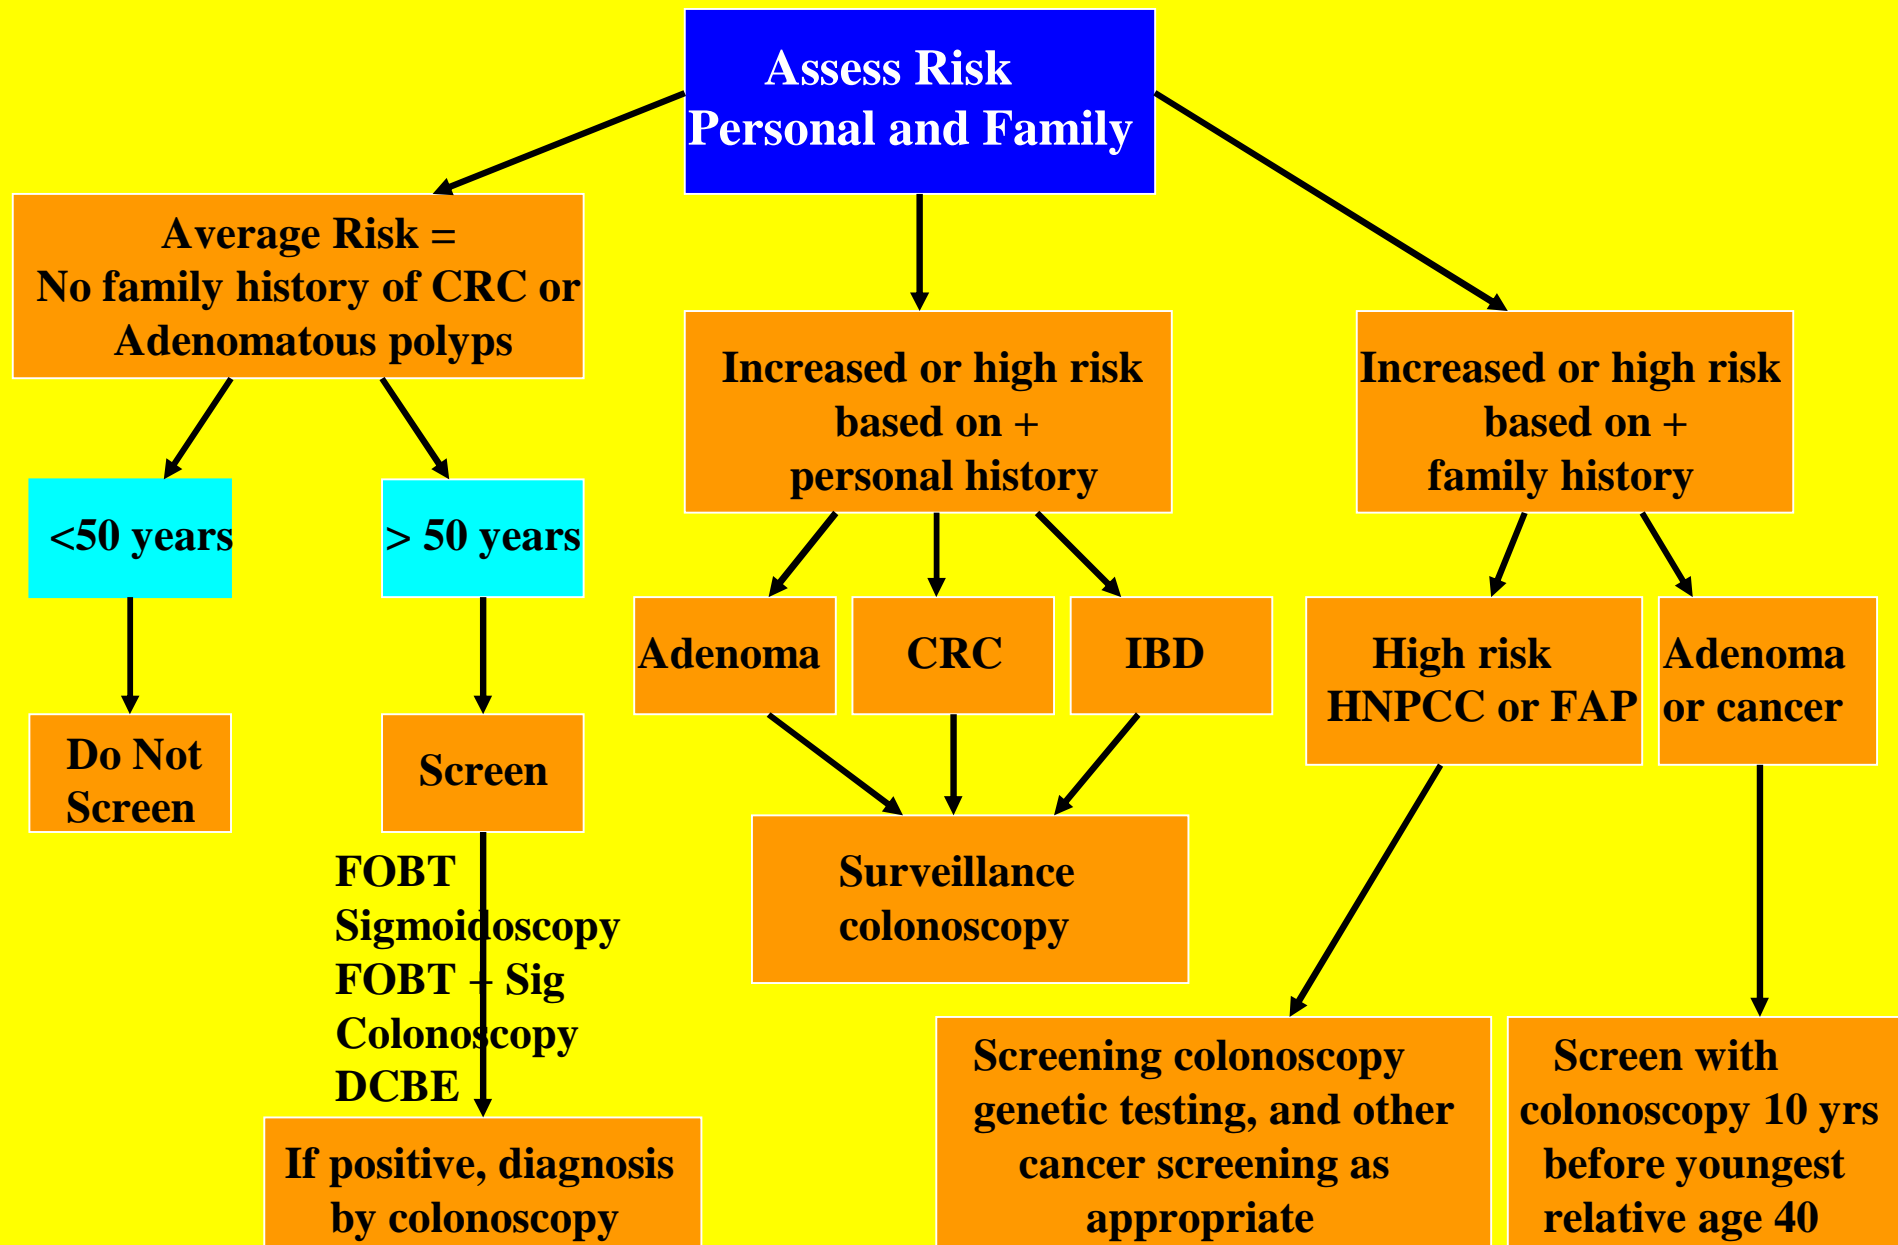 Assess Risk
Personal and Family
Average Risk =
No family history of CRC or
Adenomatous polyps
Increased or high risk
based on +
personal history
Increased or high risk
based on +
family history
<50 years
> 50 years
Adenoma
CRC
IBD
High risk
HNPCC or FAP
Adenoma
or cancer
Do Not
Screen
Screen
FOBT
Sigmoidoscopy
FOBT + Sig
Colonoscopy
DCBE
Surveillance
colonoscopy
If positive, diagnosis
by colonoscopy
Screening colonoscopy
genetic testing, and other
cancer screening as
appropriate
Screen with
colonoscopy 10 yrs
before youngest
relative age 40